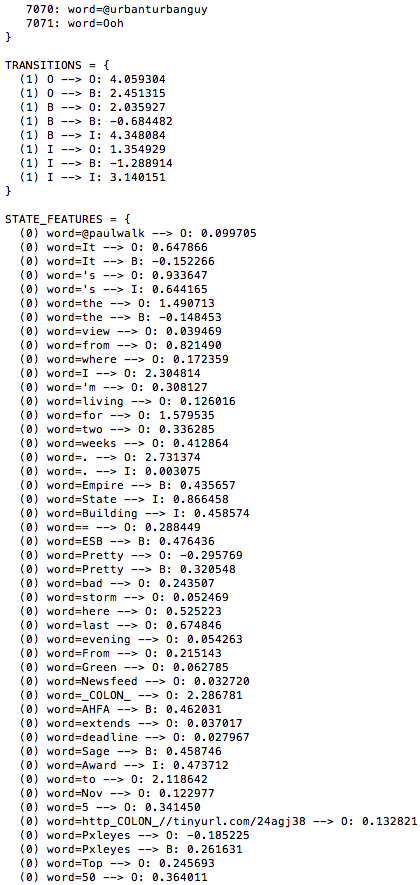 7070: word=@urbanturbanguy
7071: word=Ooh
}
TRANSITIONS = {
(1) O --> O: 4.059304
(1) O --> B: 2.451315
(1) B --> O: 2.035927
(1) B --> B: -0.684482
(1) B --> I: 4.348084
(1) I --> O: 1.354929
(1) I --> B: -1.288914
(1) I --> I: 3.140151
}
STATE_FEATURES = {
(0) word=@paulwalk --> O: 0.099705
(0) word=It --> O: 0.647866
(0) word=It --> B: -0.152266
(0) word='s --> O: 0.933647
(0) word='s --> I: 0.644165
(0) word=the --> O: 1.490713
(0) word=the --> B: -0.148453
(0) word=view --> O: 0.039469
(0) word=from --> O: 0.821490
(0) word=where --> O: 0.172359
(0) word=I --> O: 2.304814
(0) word='m --> O: 0.308127
(0) word=living --> O: 0.126016
(0) word=for --> O: 1.579535
(0) word=two --> O: 0.336285
(0) word=weeks --> O: 0.412864
(0) word=. --> O: 2.731374
(0) word=. --> I: 0.003075
(0) word=Empire --> B: 0.435657
(0) word=State --> I: 0.866458
(0) word=Building --> I: 0.458574
(0) word== --> O: 0.288449
(0) word=ESB --> B: 0.476436
(0) word=Pretty --> O: -0.295769
(0) word=Pretty --> B: 0.320548
(0) word=bad --> O: 0.243507
(0) word=storm --> O: 0.052469
(0) word=here --> O: 0.525223
(0) word=last --> O: 0.674846
(0) word=evening --> O: 0.054263
(0) word=From --> O: 0.215143
(0) word=Green --> O: 0.062785
(0) word=Newsfeed --> O: 0.032720
(0) word=_COLON_ --> O: 2.286781
(0) word=AHFA --> B: 0.462031
(0) word=extends --> O: 0.037017
(0) word=deadline --> O: 0.027967
(0) word=Sage --> B: 0.458746
(0) word=Award --> I: 0.473712
(0) word=to --> O: 2.118642
(0) word=Nov --> O: 0.122977
(0) word=5 --> O: 0.341450
(0) word=http_COLON_//tinyurl.com/24agj38 --> O: 0.132821
(0) word=Pxleyes --> O: -0.185225
(0) word=Pxleyes --> B: 0.261631
(0) word=Top --> O: 0.245693
(0) word=50 --> O: 0.364011